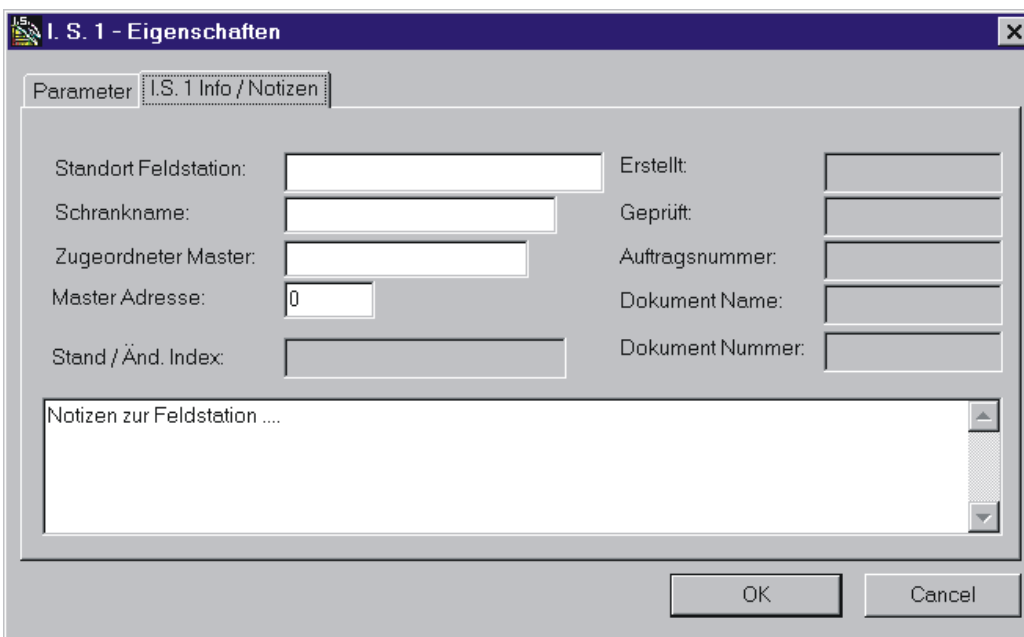 I.S. I. S. 1 - Eigenschaften
Parameter I.S. 1 Info / Notizen
Standort Feldstation:
Schrankname:
Zugeordneter Master:
Master Adresse: 0
Stand / Änd. Index:
Erstellt:
Geprüft:
Auftragsnummer:
Dokument Name:
Dokument Nummer:
Notizen zur Feldstation ....
OK Cancel